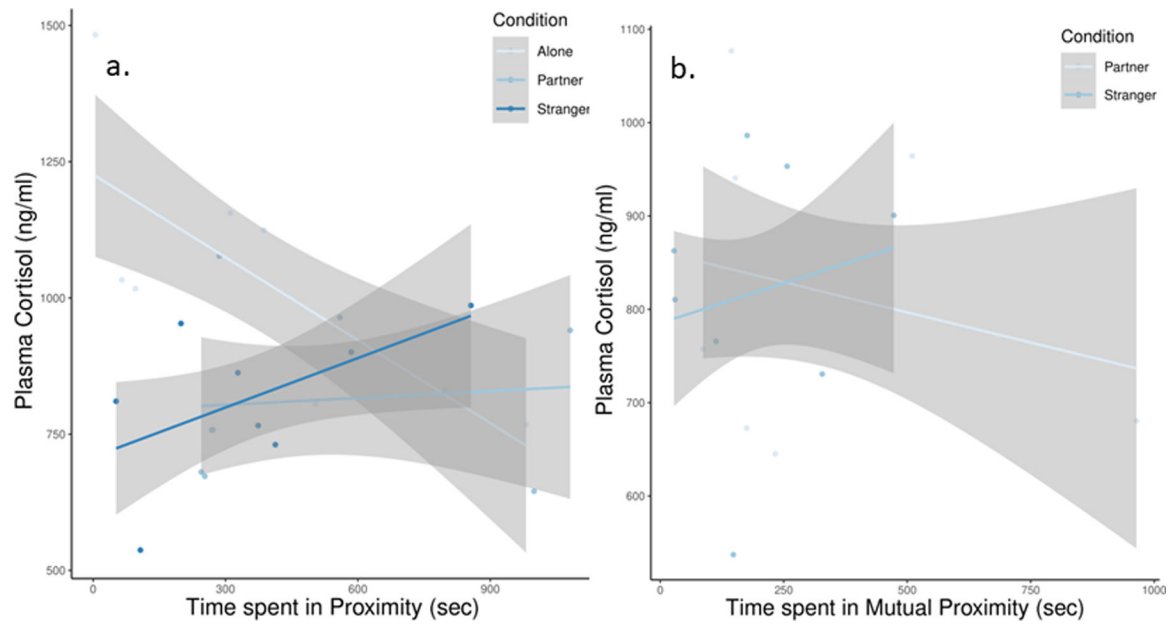 a.
Condition
Alone
Partner
Stranger
Plasma Cortisol (ng/ml)
1500
1250
1000
750
500
0
300
600
900
Time spent in Proximity (sec)
b.
Condition
Partner
Stranger
Plasma Cortisol (ng/ml)
1100
1000
900
800
700
600
0
250
500
750
1000
Time spent in Mutual Proximity (sec)